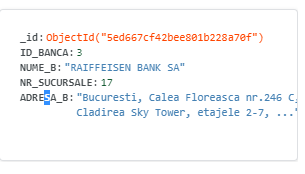 _id: ObjectId("5ed667cf42bee801b228a70f")
ID_BANCA: 3
NUME_B: "RAIFFEISEN BANK SA"
NR_SUCURSALE: 17
ADRESA_B: "Bucuresti, Calea Floreasca nr.246 C,
Cladirea Sky Tower, etajele 2-7, ..."